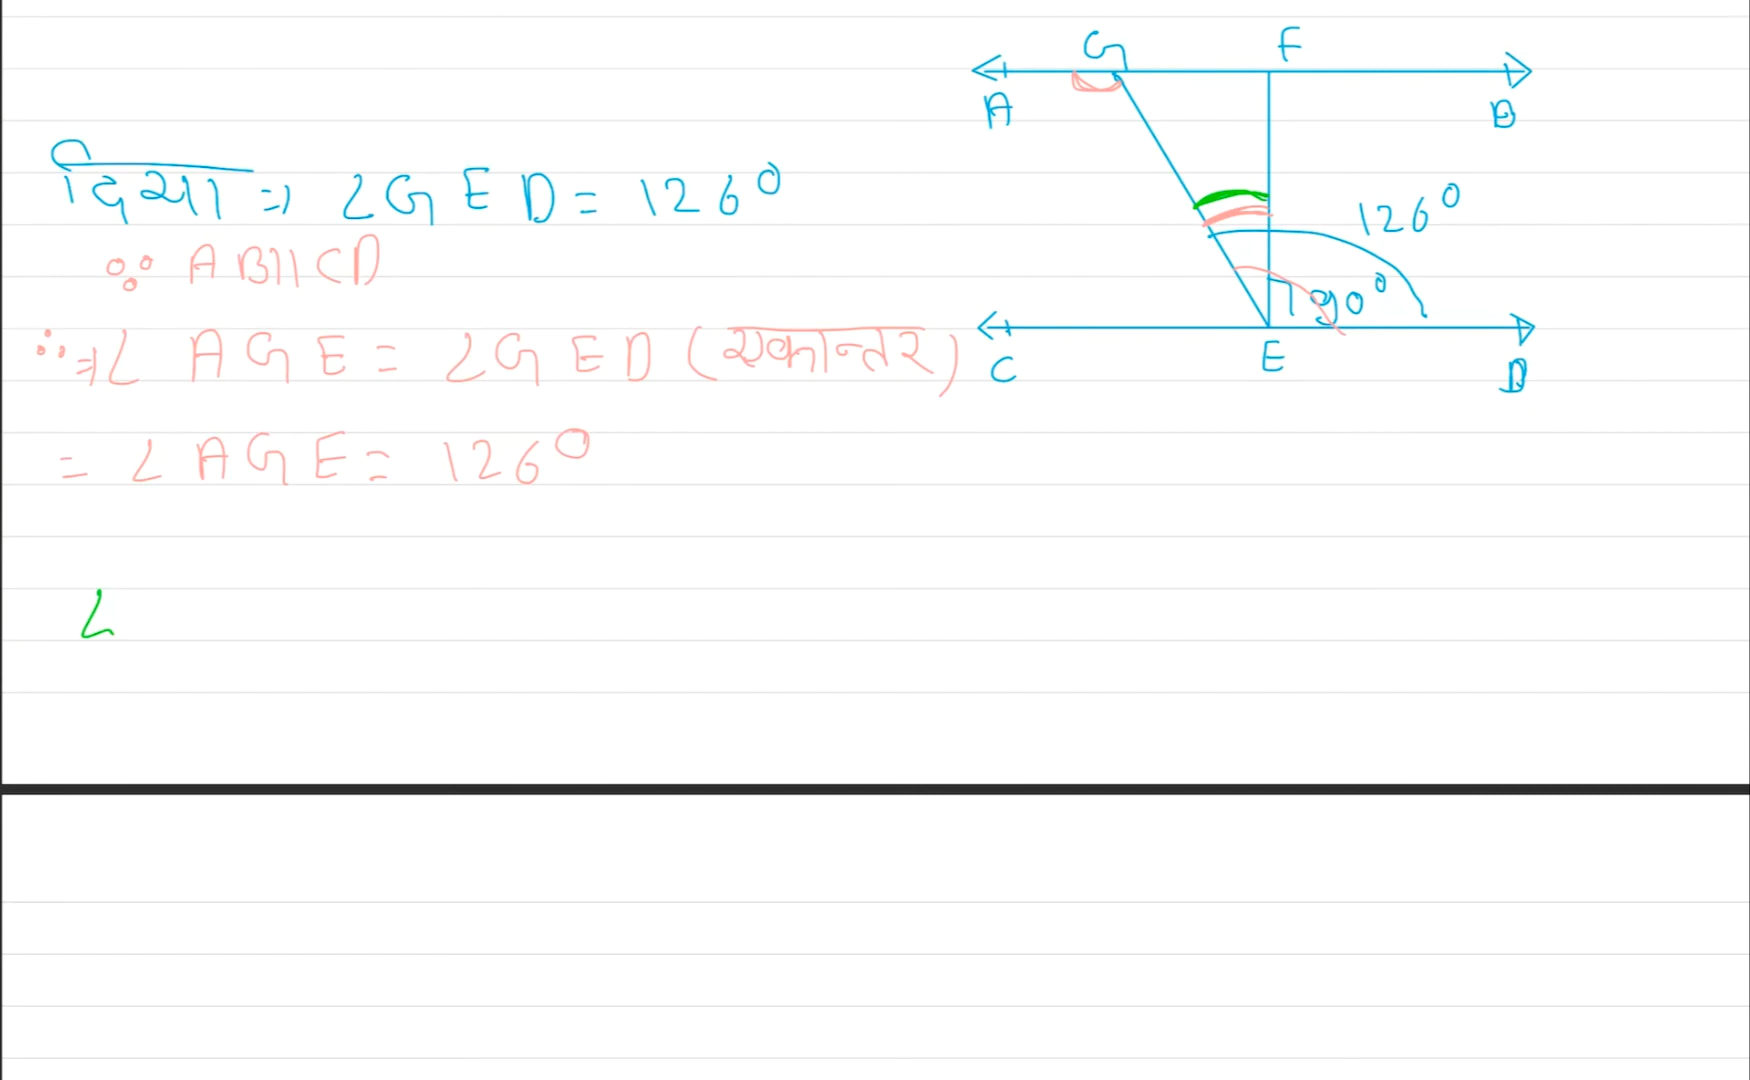 G F
A B
दिया ⇒ ∠GED = 126°
126°
∵ AB||CD
90°
∴ ⇒ ∠AGE = ∠GED (एकान्तर)
C E D
= ∠AGE = 126°
∠